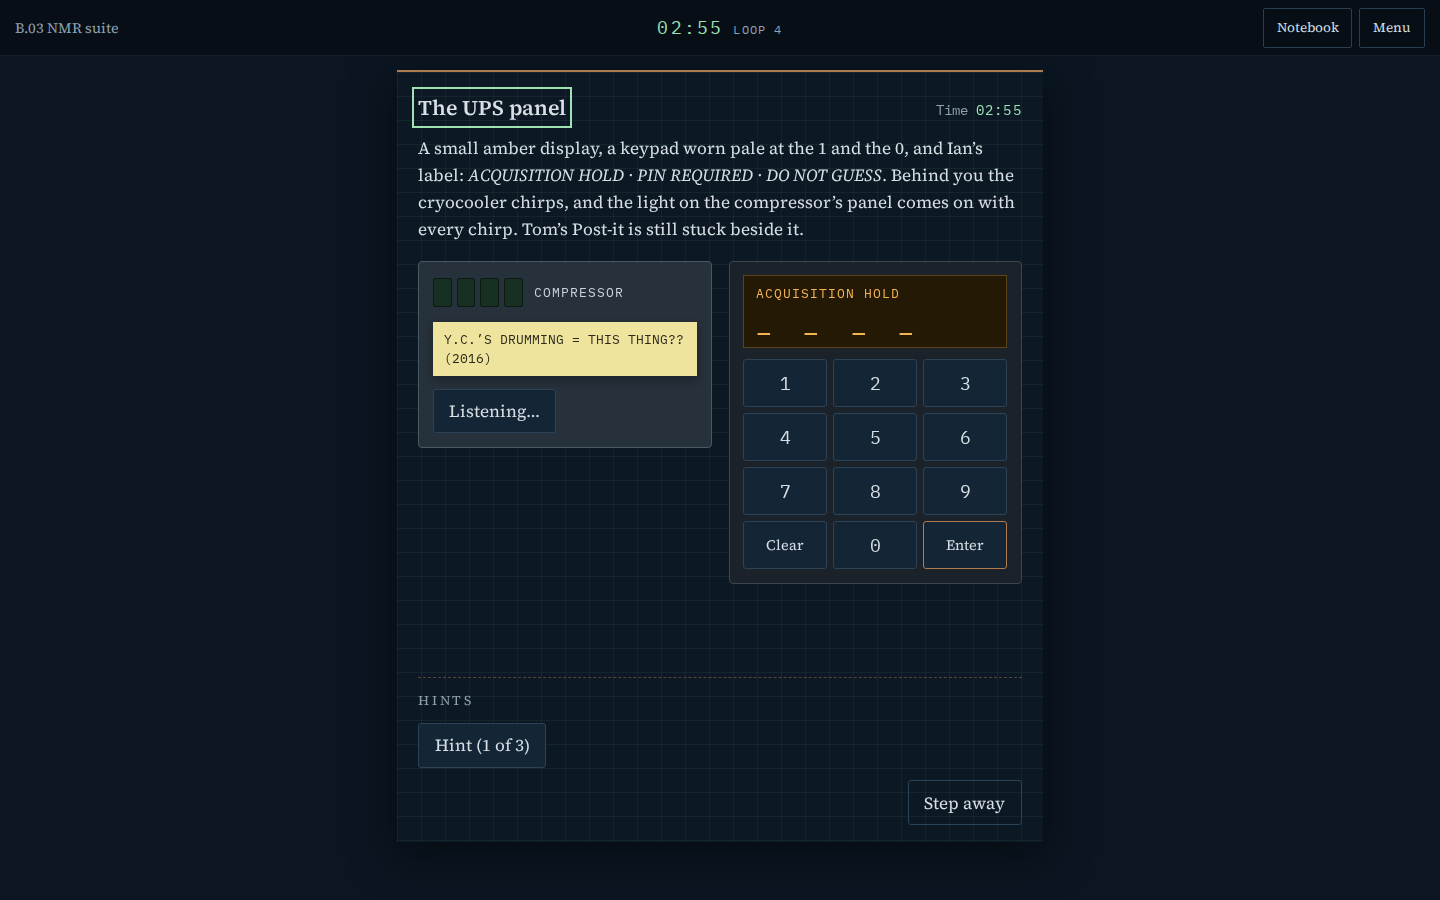 B.03 NMR suite
02:55 LOOP 4
Notebook
Menu
The UPS panel
Time 02:55
A small amber display, a keypad worn pale at the 1 and the 0, and Ian’s
label: ACQUISITION HOLD · PIN REQUIRED · DO NOT GUESS. Behind you the
cryocooler chirps, and the light on the compressor’s panel comes on with
every chirp. Tom’s Post-it is still stuck beside it.
COMPRESSOR
Y.C.’S DRUMMING = THIS THING??
(2016)
Listening…
ACQUISITION HOLD
_ _ _ _
1 2 3
4 5 6
7 8 9
Clear 0 Enter
HINTS
Hint (1 of 3)
Step away